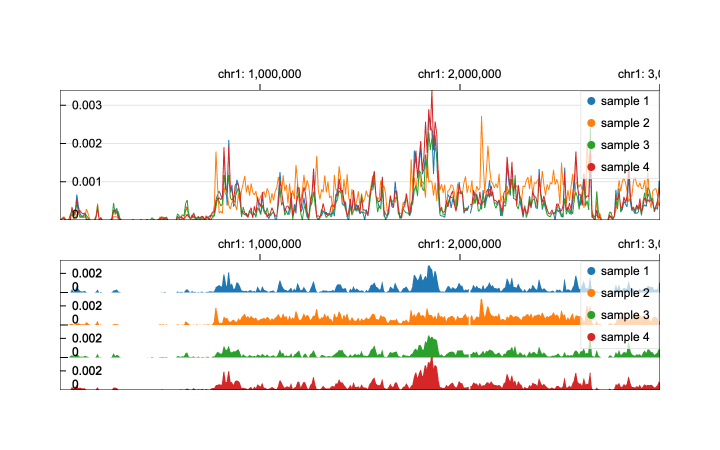 chr1: 1,000,000 chr1: 2,000,000 chr1: 3,0
0.003
0.002
0.001
0
sample 1
sample 2
sample 3
sample 4
chr1: 1,000,000 chr1: 2,000,000 chr1: 3,0
0.002
0
0.002
0
0.002
0
0.002
0
sample 1
sample 2
sample 3
sample 4